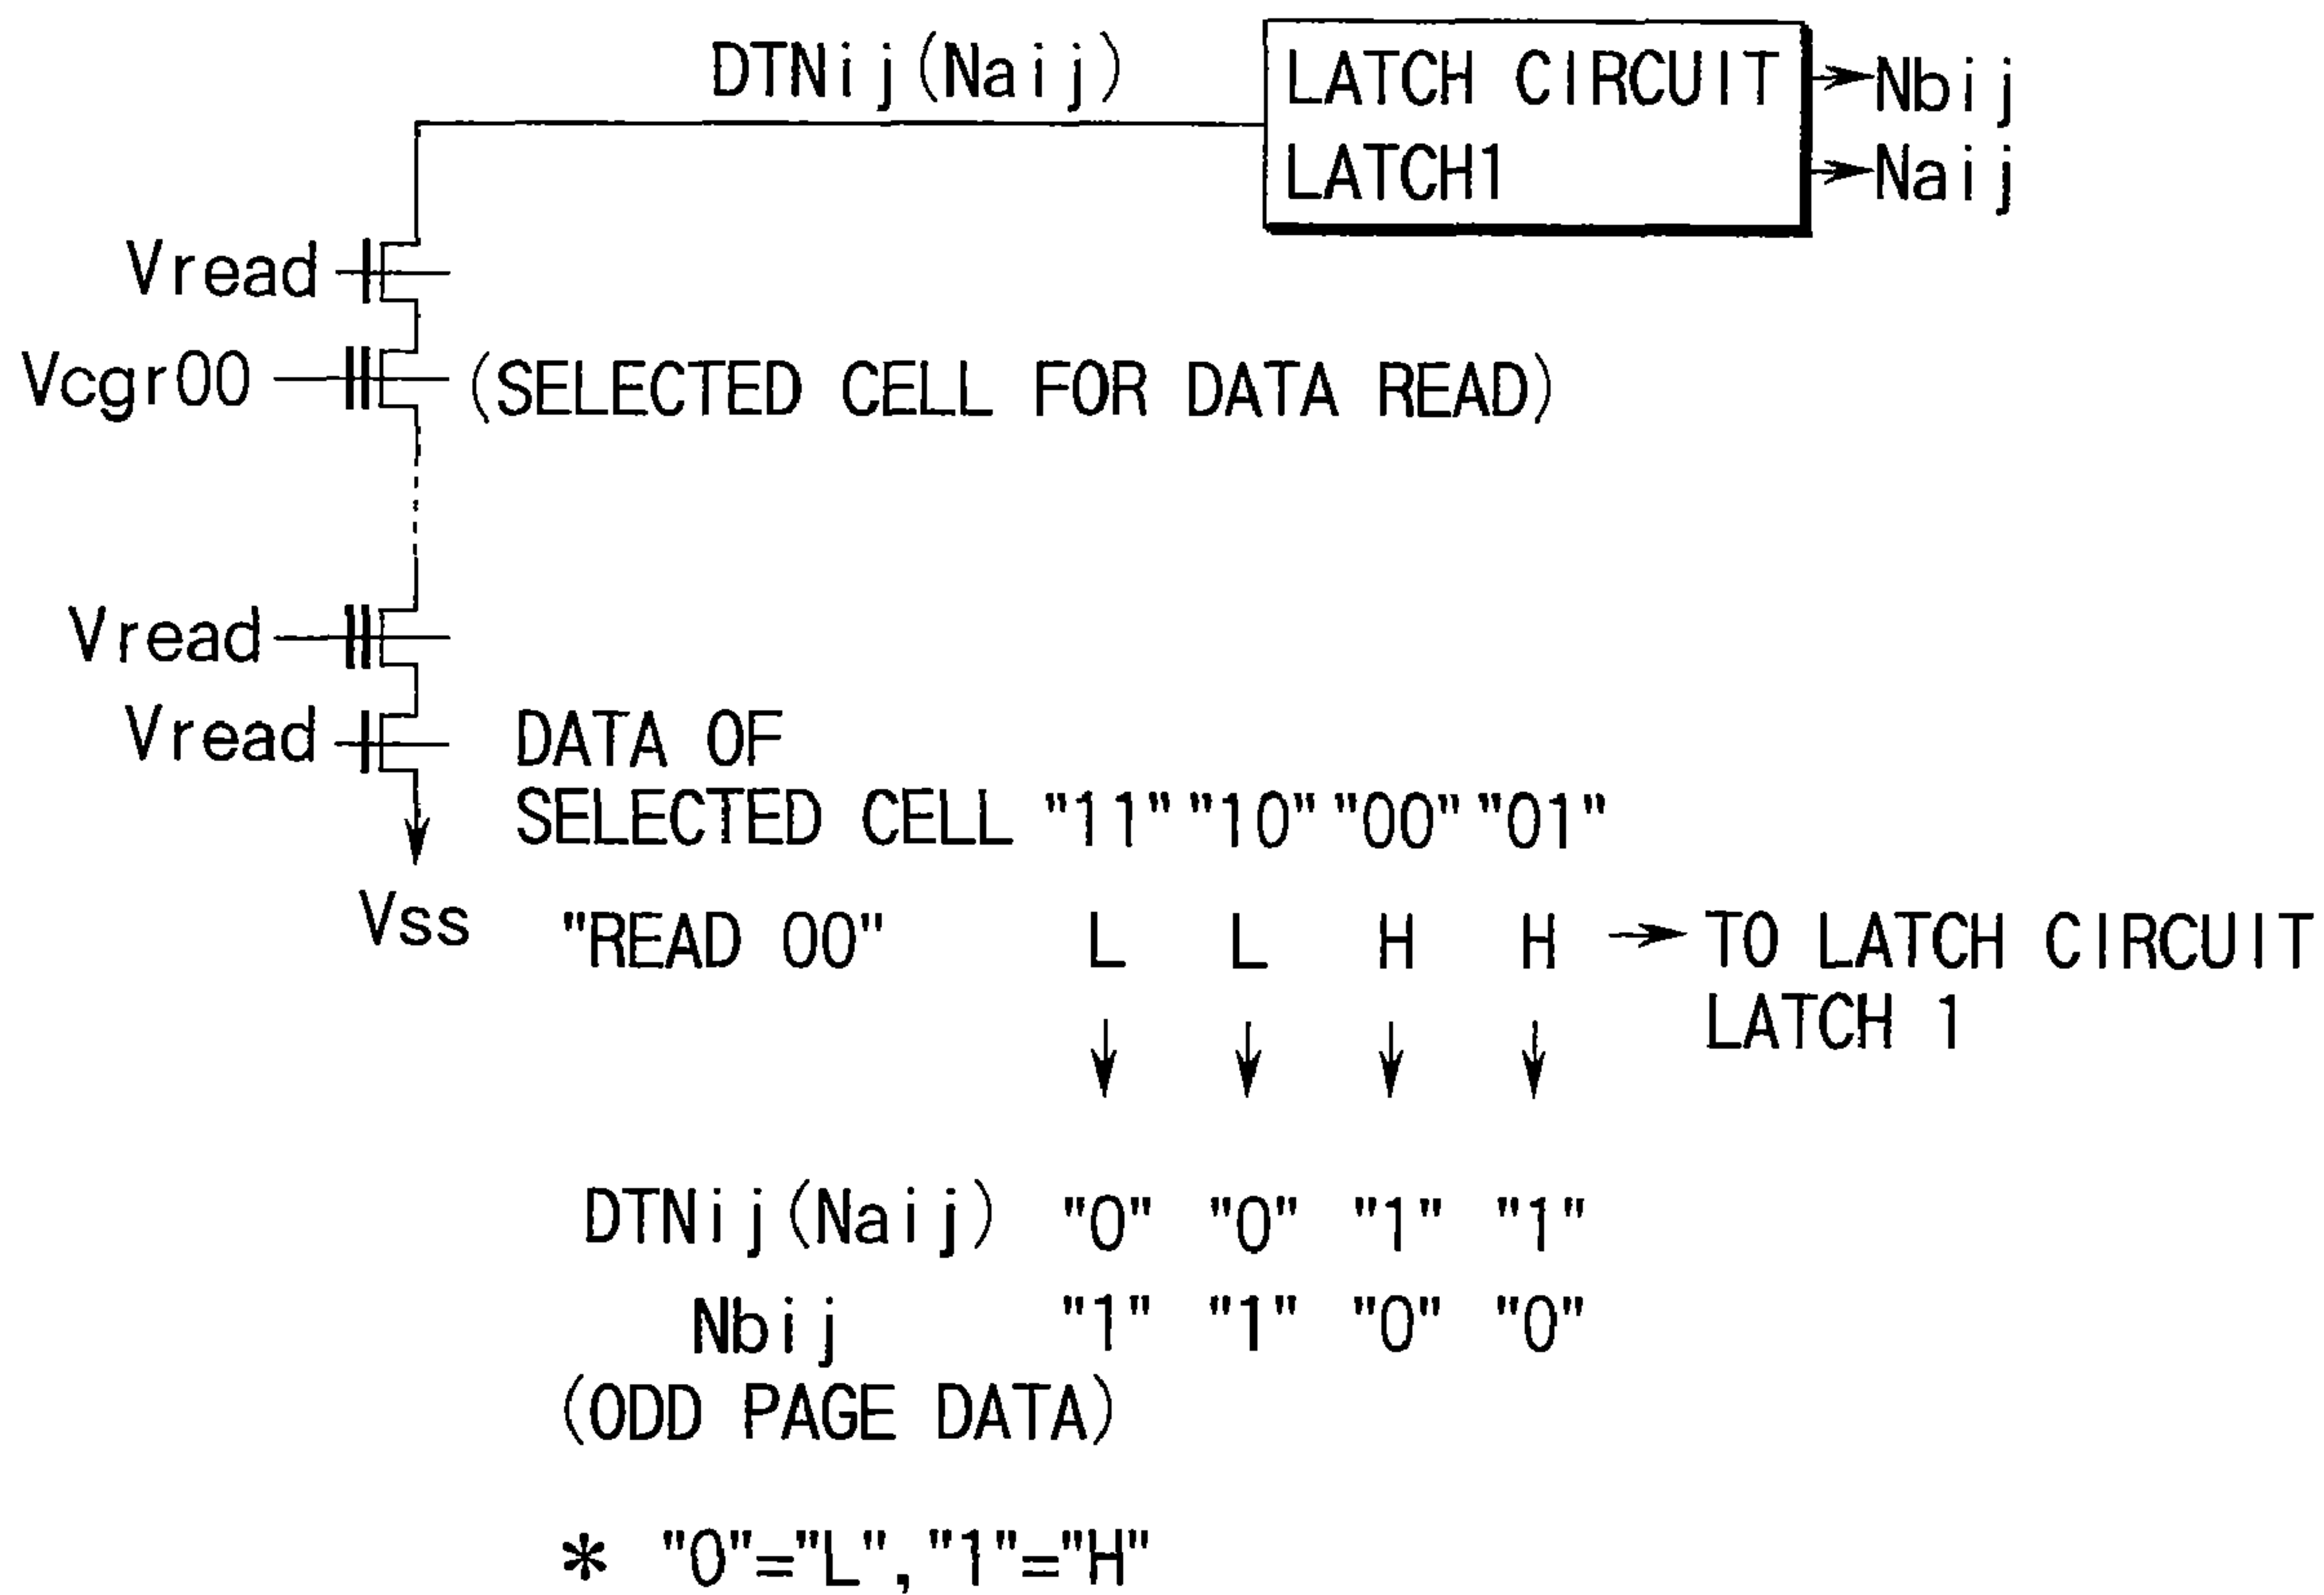 DTNij(Naij)
LATCH CIRCUIT
LATCH1
Nbij
Naij
Vread
Vcgr00
(SELECTED CELL FOR DATA READ)
Vread
Vread
Vss
DATA OF
SELECTED CELL "11" "10" "00" "01"
"READ 00" L L H H
TO LATCH CIRCUIT
LATCH 1
DTNij(Naij) "0" "0" "1" "1"
Nbij "1" "1" "0" "0"
(ODD PAGE DATA)
* "0"="L","1"="H"